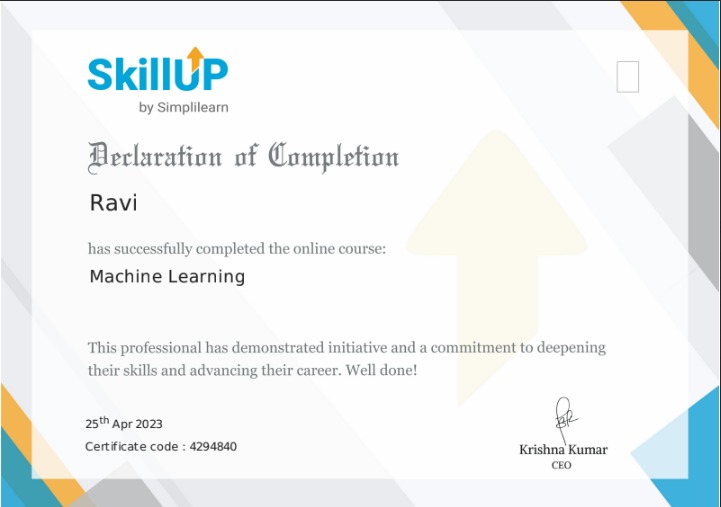 SkillUP
by Simplilearn
Declaration of Completion
Ravi
has successfully completed the online course:
Machine Learning
This professional has demonstrated initiative and a commitment to deepening
their skills and advancing their career. Well done!
25th Apr 2023
Certificate code : 4294840
Krishna Kumar
CEO